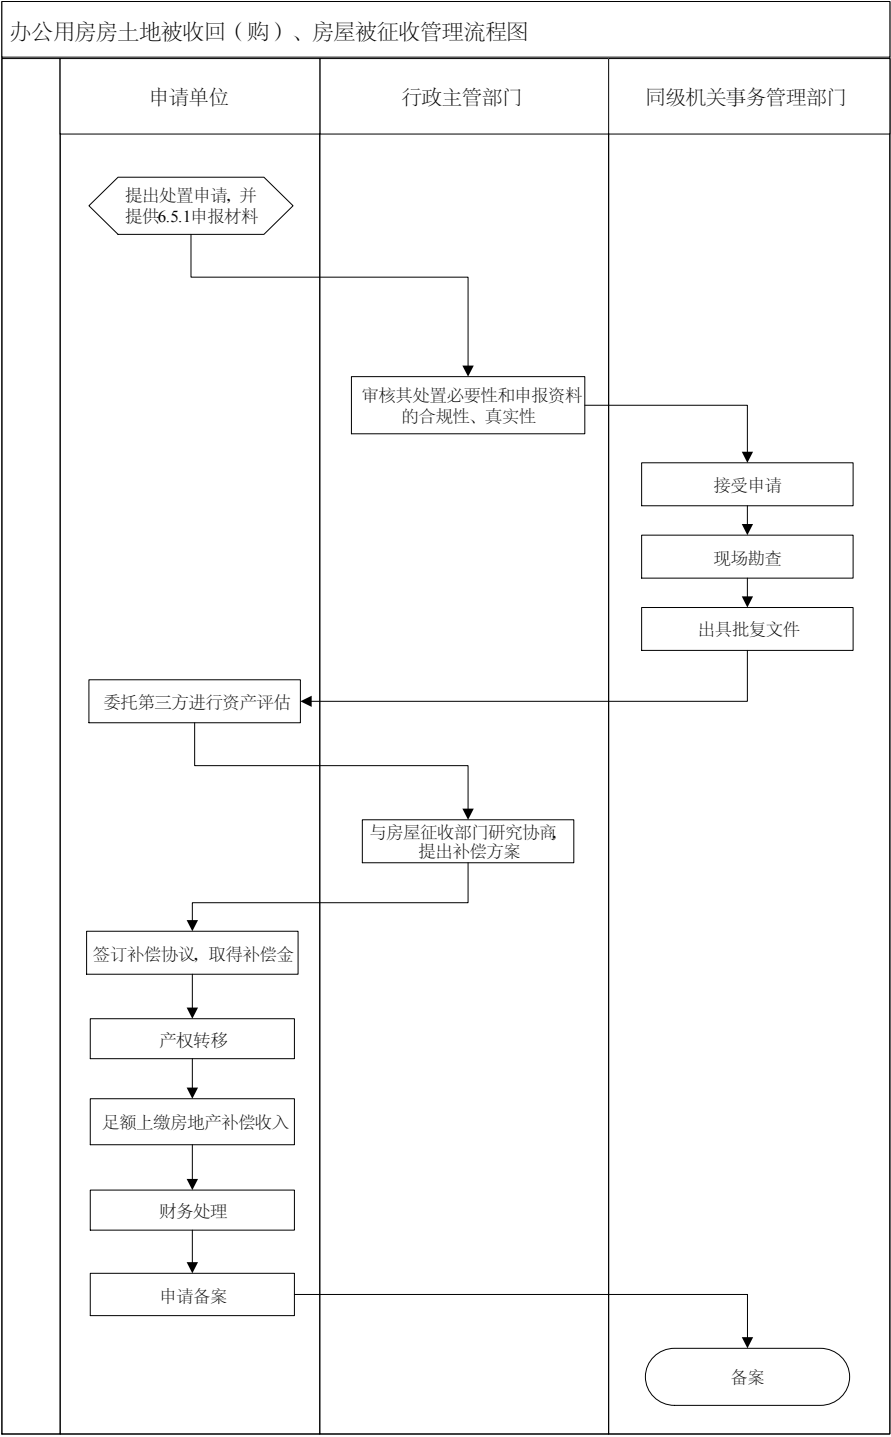 办公用房房土地被收回（购）、房屋被征收管理流程图
申请单位
行政主管部门
同级机关事务管理部门
提出处置申请，并
提供6.5.1申报材料
审核其处置必要性和申报资料
的合规性、真实性
接受申请
现场勘查
出具批复文件
委托第三方进行资产评估
与房屋征收部门研究协商，
提出补偿方案
签订补偿协议，取得补偿金
产权转移
足额上缴房地产补偿收入
财务处理
申请备案
备案